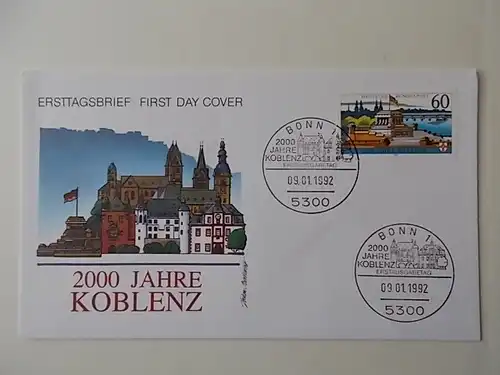 ERSTTAGSBRIEF FIRST DAY COVER
60
BONN 1
2000
JAHRE
KOBLENZ
ERSTAUSGABETAG
09.01.1992
5300
BONN 1
2000
JAHRE
KOBLENZ
ERSTAUSGABETAG
09.01.1992
5300
2000 JAHRE
KOBLENZ